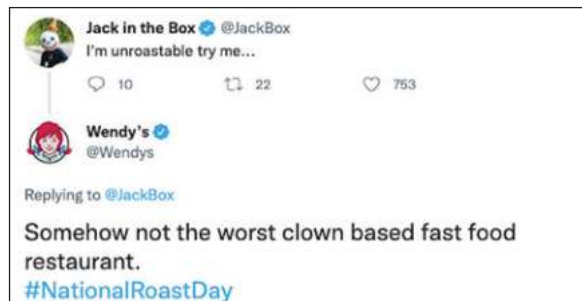 Jack in the Box @JackBox
I'm unroastable try me...
10 22 753
Wendy's
@Wendys
Replying to @JackBox
Somehow not the worst clown based fast food
restaurant.
#NationalRoastDay